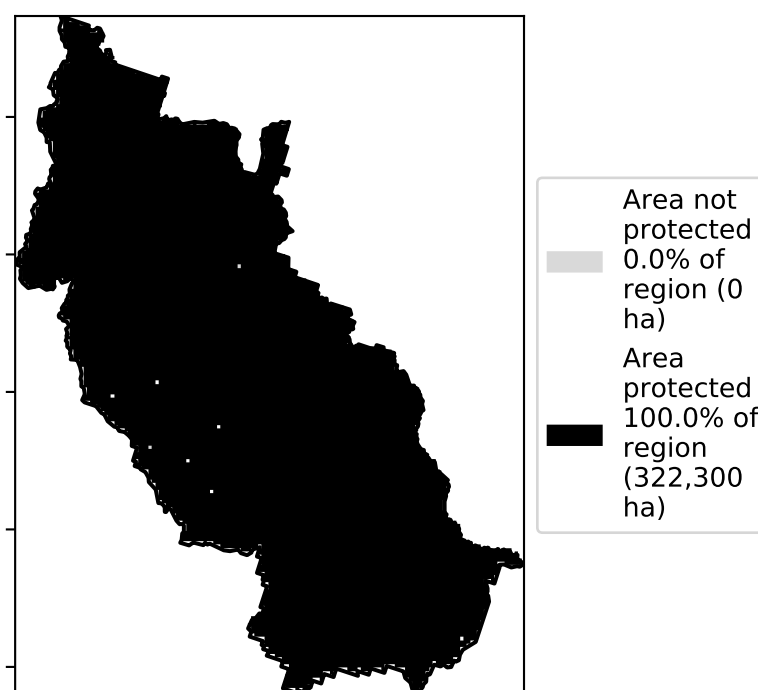 Area not
protected
0.0% of
region (0
ha)
Area
protected
100.0% of
region
(322,300
ha)